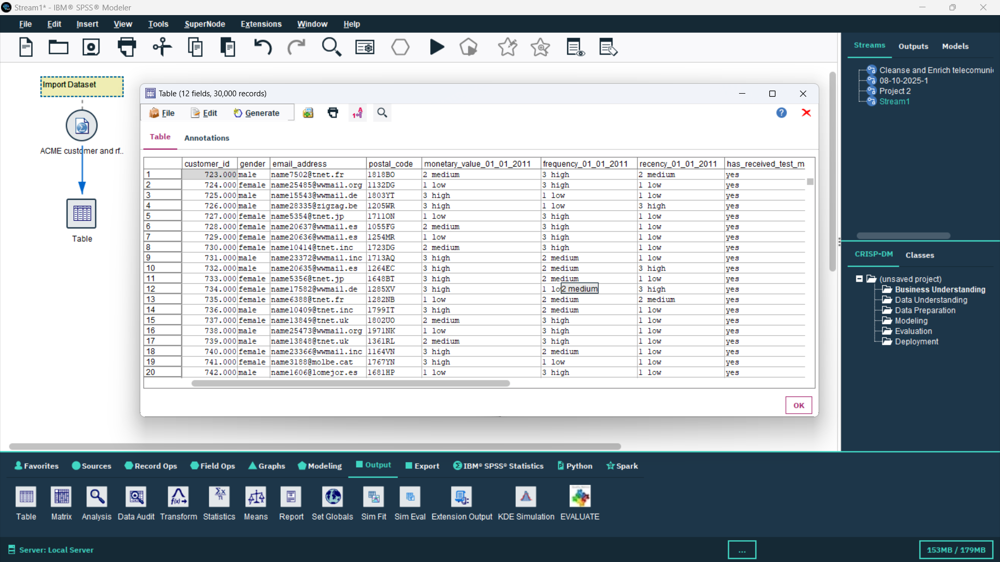 Stream1* - IBM® SPSS® Modeler
File Edit Insert View Tools SuperNode Extensions Window Help
Import Dataset
ACME customer and rf..
Table
Table (12 fields, 30,000 records)
File Edit Generate
Table Annotations
customer_id gender email_address postal_code monetary_value_01_01_2011 frequency_01_01_2011 recency_01_01_2011 has_received_test_m
1 723.000 male name7502@tnet.fr 1818BO 2 medium 3 high 2 medium yes
2 724.000 female name25485@wwmail.org 1132DG 1 low 3 high 1 low yes
3 725.000 male name15543@wwmail.de 1803YT 3 high 1 low 1 low yes
4 726.000 male name28335@zigzag.be 1205WR 3 high 1 low 3 high yes
5 727.000 female name5354@tnet.jp 1711ON 1 low 3 high 1 low yes
6 728.000 female name20637@wwmail.es 1055FG 2 medium 3 high 1 low yes
7 729.000 female name20636@wwmail.es 1254MR 1 low 3 high 1 low yes
8 730.000 female name10414@tnet.inc 1723DG 2 medium 3 high 1 low yes
9 731.000 male name23372@wwmail.inc 1713AQ 3 high 2 medium 1 low yes
10 732.000 male name20635@wwmail.es 1264EC 3 high 2 medium 3 high yes
11 733.000 female name5356@tnet.jp 1648BT 3 high 2 medium 1 low yes
12 734.000 female name17582@wwmail.de 1285XV 3 high 1 lo 2 medium 3 high yes
13 735.000 female name6388@tnet.fr 1282NB 1 low 2 medium 2 medium yes
14 736.000 male name10409@tnet.inc 1799IT 3 high 2 medium 1 low yes
15 737.000 female name13849@tnet.uk 1802UO 2 medium 3 high 1 low yes
16 738.000 male name25473@wwmail.org 1971NK 1 low 3 high 1 low yes
17 739.000 male name13848@tnet.uk 1361RL 2 medium 3 high 1 low yes
18 740.000 female name23366@wwmail.inc 1164VN 3 high 2 medium 1 low yes
19 741.000 female name3188@molbe.cat 1767YN 3 high 1 low 1 low yes
20 742.000 male name1606@lomejor.es 1681HP 1 low 3 high 1 low yes
OK
Streams Outputs Models
Cleanse and Enrich telecomuni
08-10-2025-1
Project 2
Stream1
CRISP-DM Classes
(unsaved project)
Business Understanding
Data Understanding
Data Preparation
Modeling
Evaluation
Deployment
Favorites Sources Record Ops Field Ops Graphs Modeling Output Export IBM® SPSS® Statistics Python Spark
Table Matrix Analysis Data Audit Transform Statistics Means Report Set Globals Sim Fit Sim Eval Extension Output KDE Simulation EVALUATE
Server: Local Server
...
153MB / 179MB